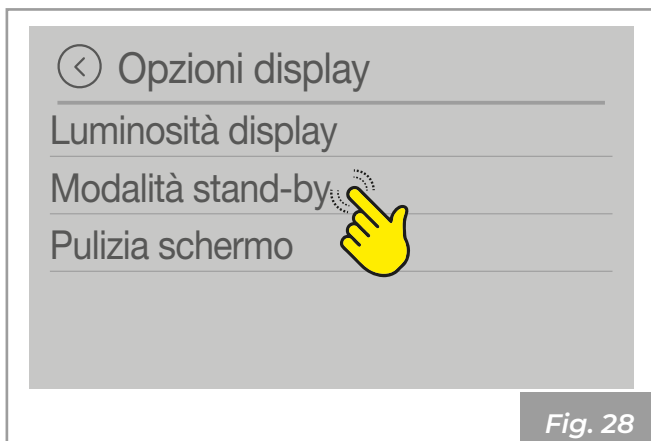 Opzioni display
Luminosità display
Modalità stand-by
Pulizia schermo
Fig. 28